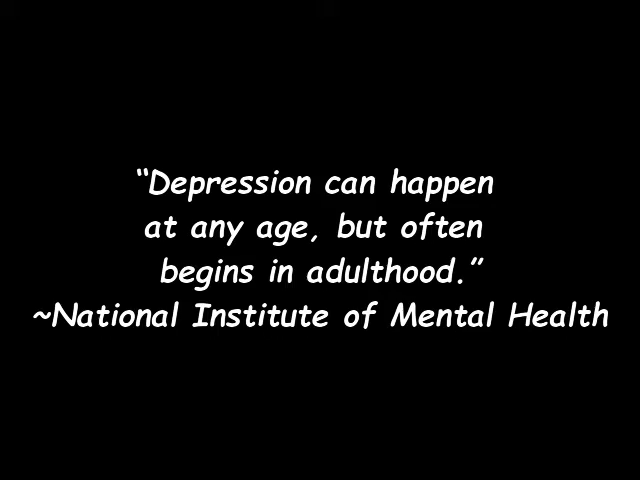 “Depression can happen
at any age, but often
begins in adulthood.”
~National Institute of Mental Health